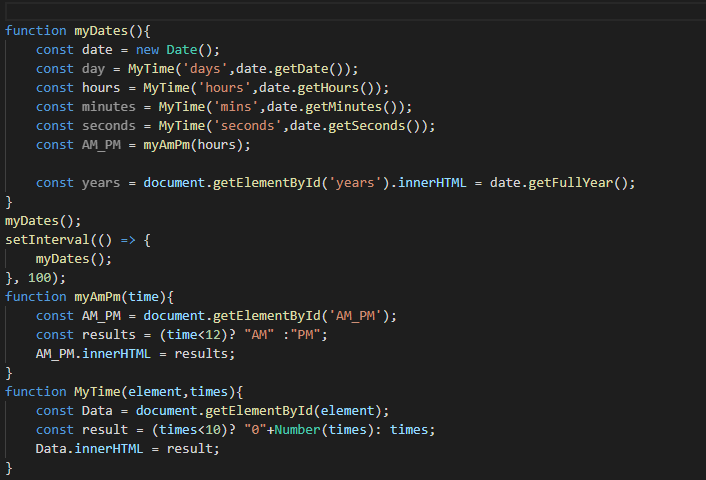 function myDates(){
    const date = new Date();
    const day = MyTime('days',date.getDate());
    const hours = MyTime('hours',date.getHours());
    const minutes = MyTime('mins',date.getMinutes());
    const seconds = MyTime('seconds',date.getSeconds());
    const AM_PM = myAmPm(hours);
    const years = document.getElementById('years').innerHTML = date.getFullYear();
}
myDates();
setInterval(() => {
    myDates();
}, 100);
function myAmPm(time){
    const AM_PM = document.getElementById('AM_PM');
    const results = (time<12)? "AM" :"PM";
    AM_PM.innerHTML = results;
}
function MyTime(element,times){
    const Data = document.getElementById(element);
    const result = (times<10)? "0"+Number(times): times;
    Data.innerHTML = result;
}